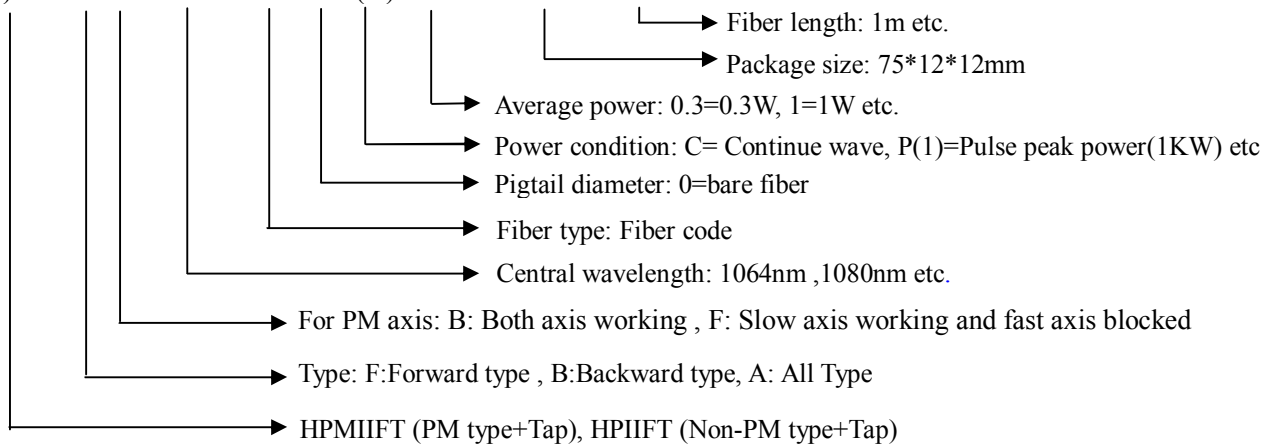 Fiber length: 1m etc.
Package size: 75*12*12mm
Average power: 0.3=0.3W, 1=1W etc.
Power condition: C= Continue wave, P(1)=Pulse peak power(1KW) etc
Pigtail diameter: 0=bare fiber
Fiber type: Fiber code
Central wavelength: 1064nm ,1080nm etc.
For PM axis: B: Both axis working , F: Slow axis working and fast axis blocked
Type: F:Forward type , B:Backward type, A: All Type
HPMIIFT (PM type+Tap), HPIIFT (Non-PM type+Tap)